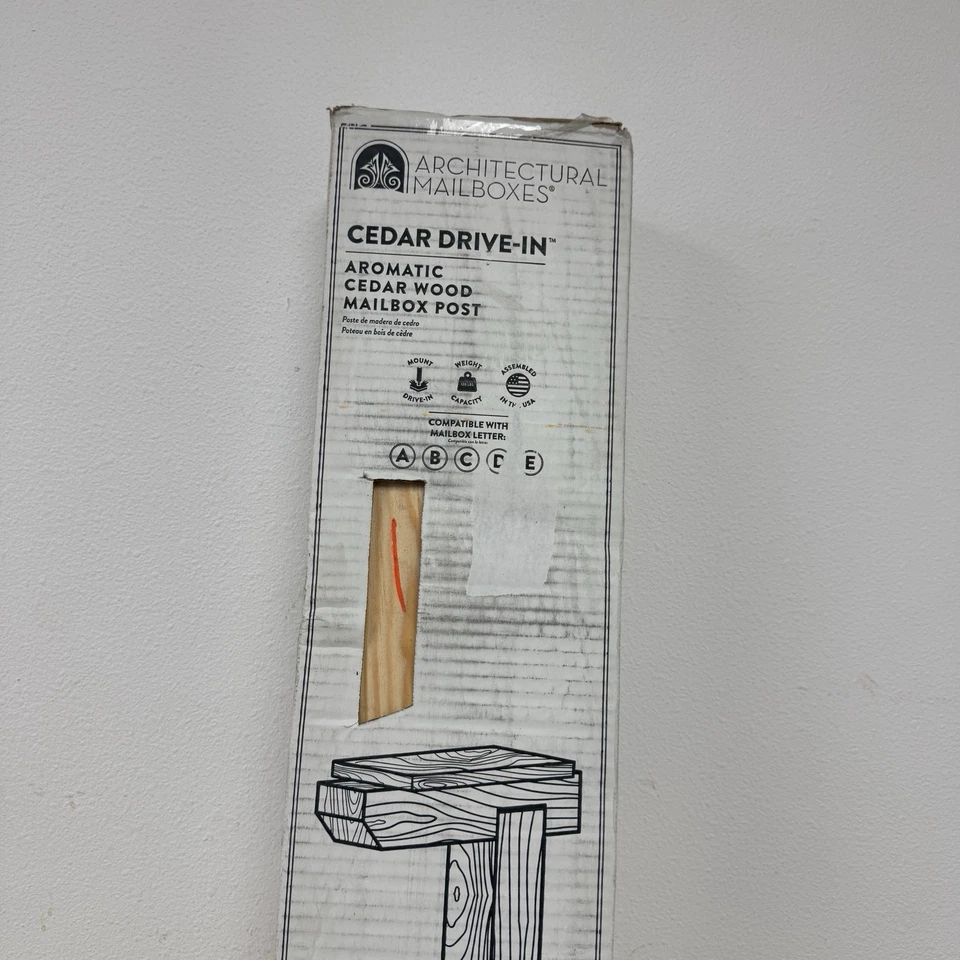 ARCHITECTURAL
MAILBOXES®
CEDAR DRIVE-IN™
AROMATIC
CEDAR WOOD
MAILBOX POST
Poste de madera de cedro
Poteau en bois de cèdre
MOUNT
DRIVE-IN
WEIGHT
CAPACITY
ASSEMBLED
IN USA
COMPATIBLE WITH
MAILBOX LETTER:
A B C D E